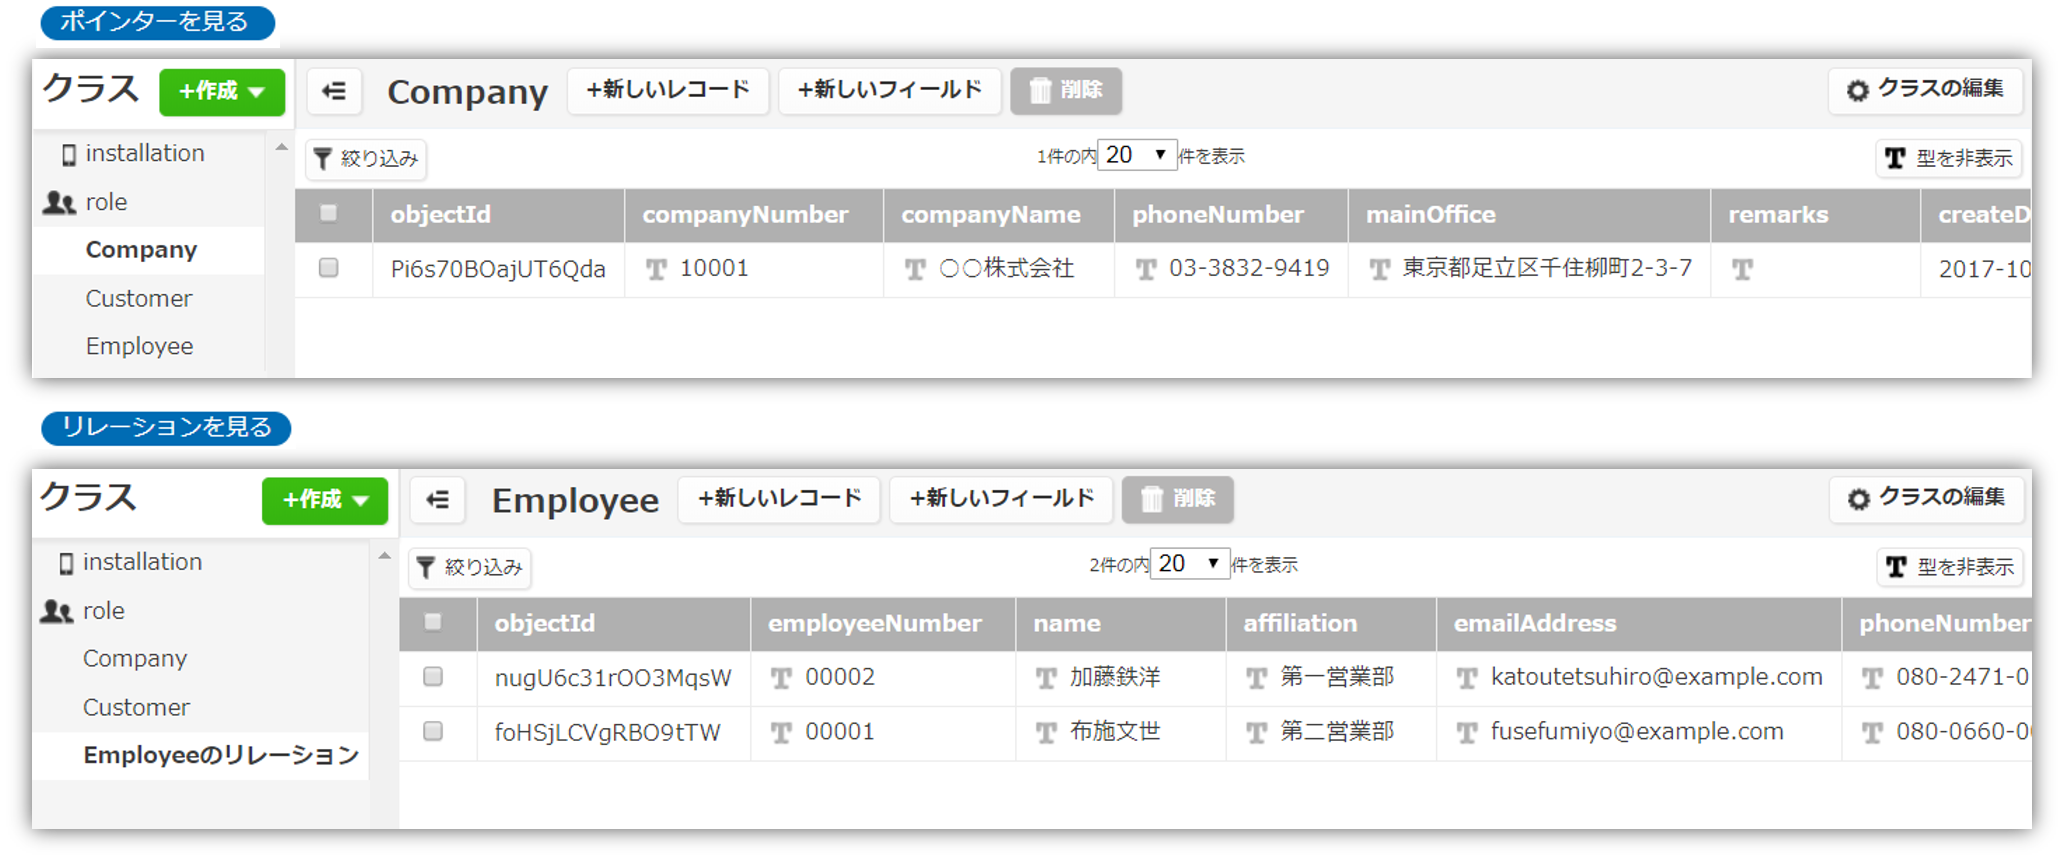 ポインターを見る
クラス +作成 Company +新しいレコード +新しいフィールド 削除 クラスの編集
installation
role
Company
Customer
Employee
絞り込み 1件の内 20 件を表示 T 型を非表示
objectId companyNumber companyName phoneNumber mainOffice remarks createD
Pi6s70BOajUT6Qda T 10001 T 〇〇株式会社 T 03-3832-9419 T 東京都足立区千住柳町2-3-7 T 2017-10
リレーションを見る
クラス +作成 Employee +新しいレコード +新しいフィールド 削除 クラスの編集
installation
role
Company
Customer
Employeeのリレーション
絞り込み 2件の内 20 件を表示 T 型を非表示
objectId employeeNumber name affiliation emailAddress phoneNumber
nugU6c31rOO3MqsW T 00002 T 加藤鉄洋 T 第一営業部 T katoutetsuhiro@example.com T 080-2471-0
foHSjLCVgRBO9tTW T 00001 T 布施文世 T 第二営業部 T fusefumiyo@example.com T 080-0660-0